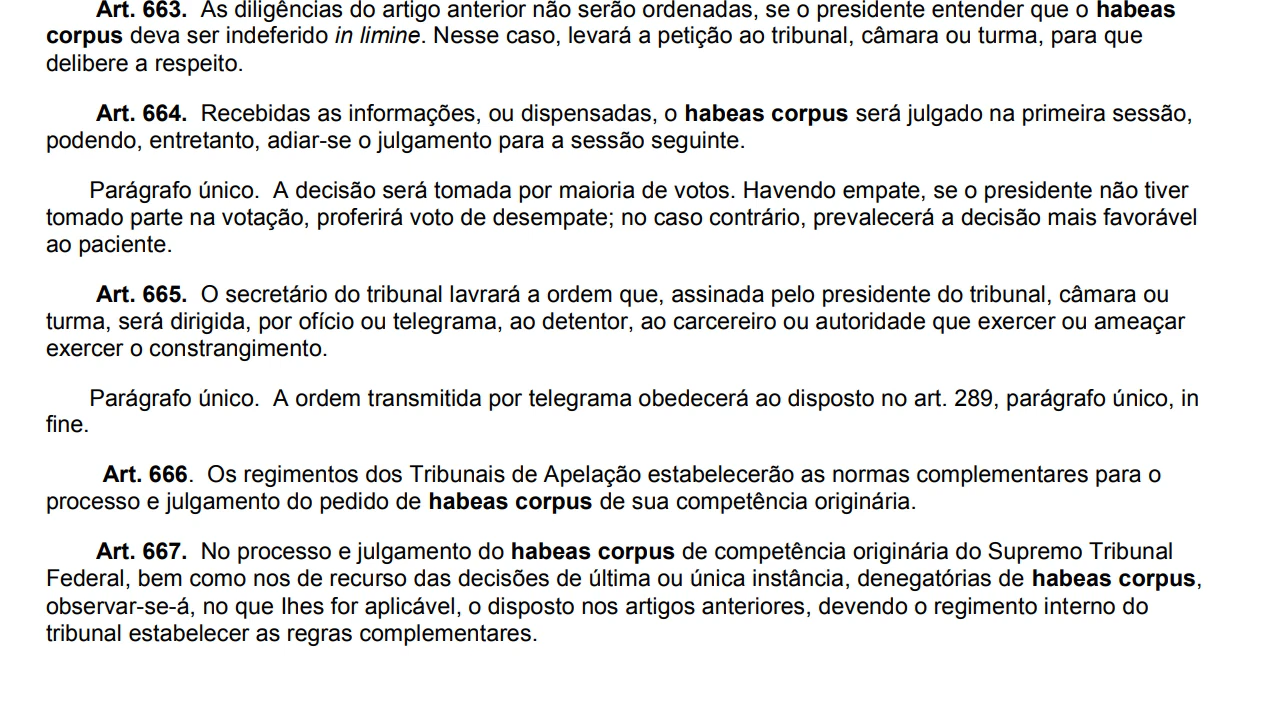 Art. 663. As diligências do artigo anterior não serão ordenadas, se o presidente entender que o habeas
corpus deva ser indeferido in limine. Nesse caso, levará a petição ao tribunal, câmara ou turma, para que
delibere a respeito.
Art. 664. Recebidas as informações, ou dispensadas, o habeas corpus será julgado na primeira sessão,
podendo, entretanto, adiar-se o julgamento para a sessão seguinte.
Parágrafo único. A decisão será tomada por maioria de votos. Havendo empate, se o presidente não tiver
tomado parte na votação, proferirá voto de desempate; no caso contrário, prevalecerá a decisão mais favorável
ao paciente.
Art. 665. O secretário do tribunal lavrará a ordem que, assinada pelo presidente do tribunal, câmara ou
turma, será dirigida, por ofício ou telegrama, ao detentor, ao carcereiro ou autoridade que exercer ou ameaçar
exercer o constrangimento.
Parágrafo único. A ordem transmitida por telegrama obedecerá ao disposto no art. 289, parágrafo único, in
fine.
Art. 666. Os regimentos dos Tribunais de Apelação estabelecerão as normas complementares para o
processo e julgamento do pedido de habeas corpus de sua competência originária.
Art. 667. No processo e julgamento do habeas corpus de competência originária do Supremo Tribunal
Federal, bem como nos de recurso das decisões de última ou única instância, denegatórias de habeas corpus,
observar-se-á, no que lhes for aplicável, o disposto nos artigos anteriores, devendo o regimento interno do
tribunal estabelecer as regras complementares.